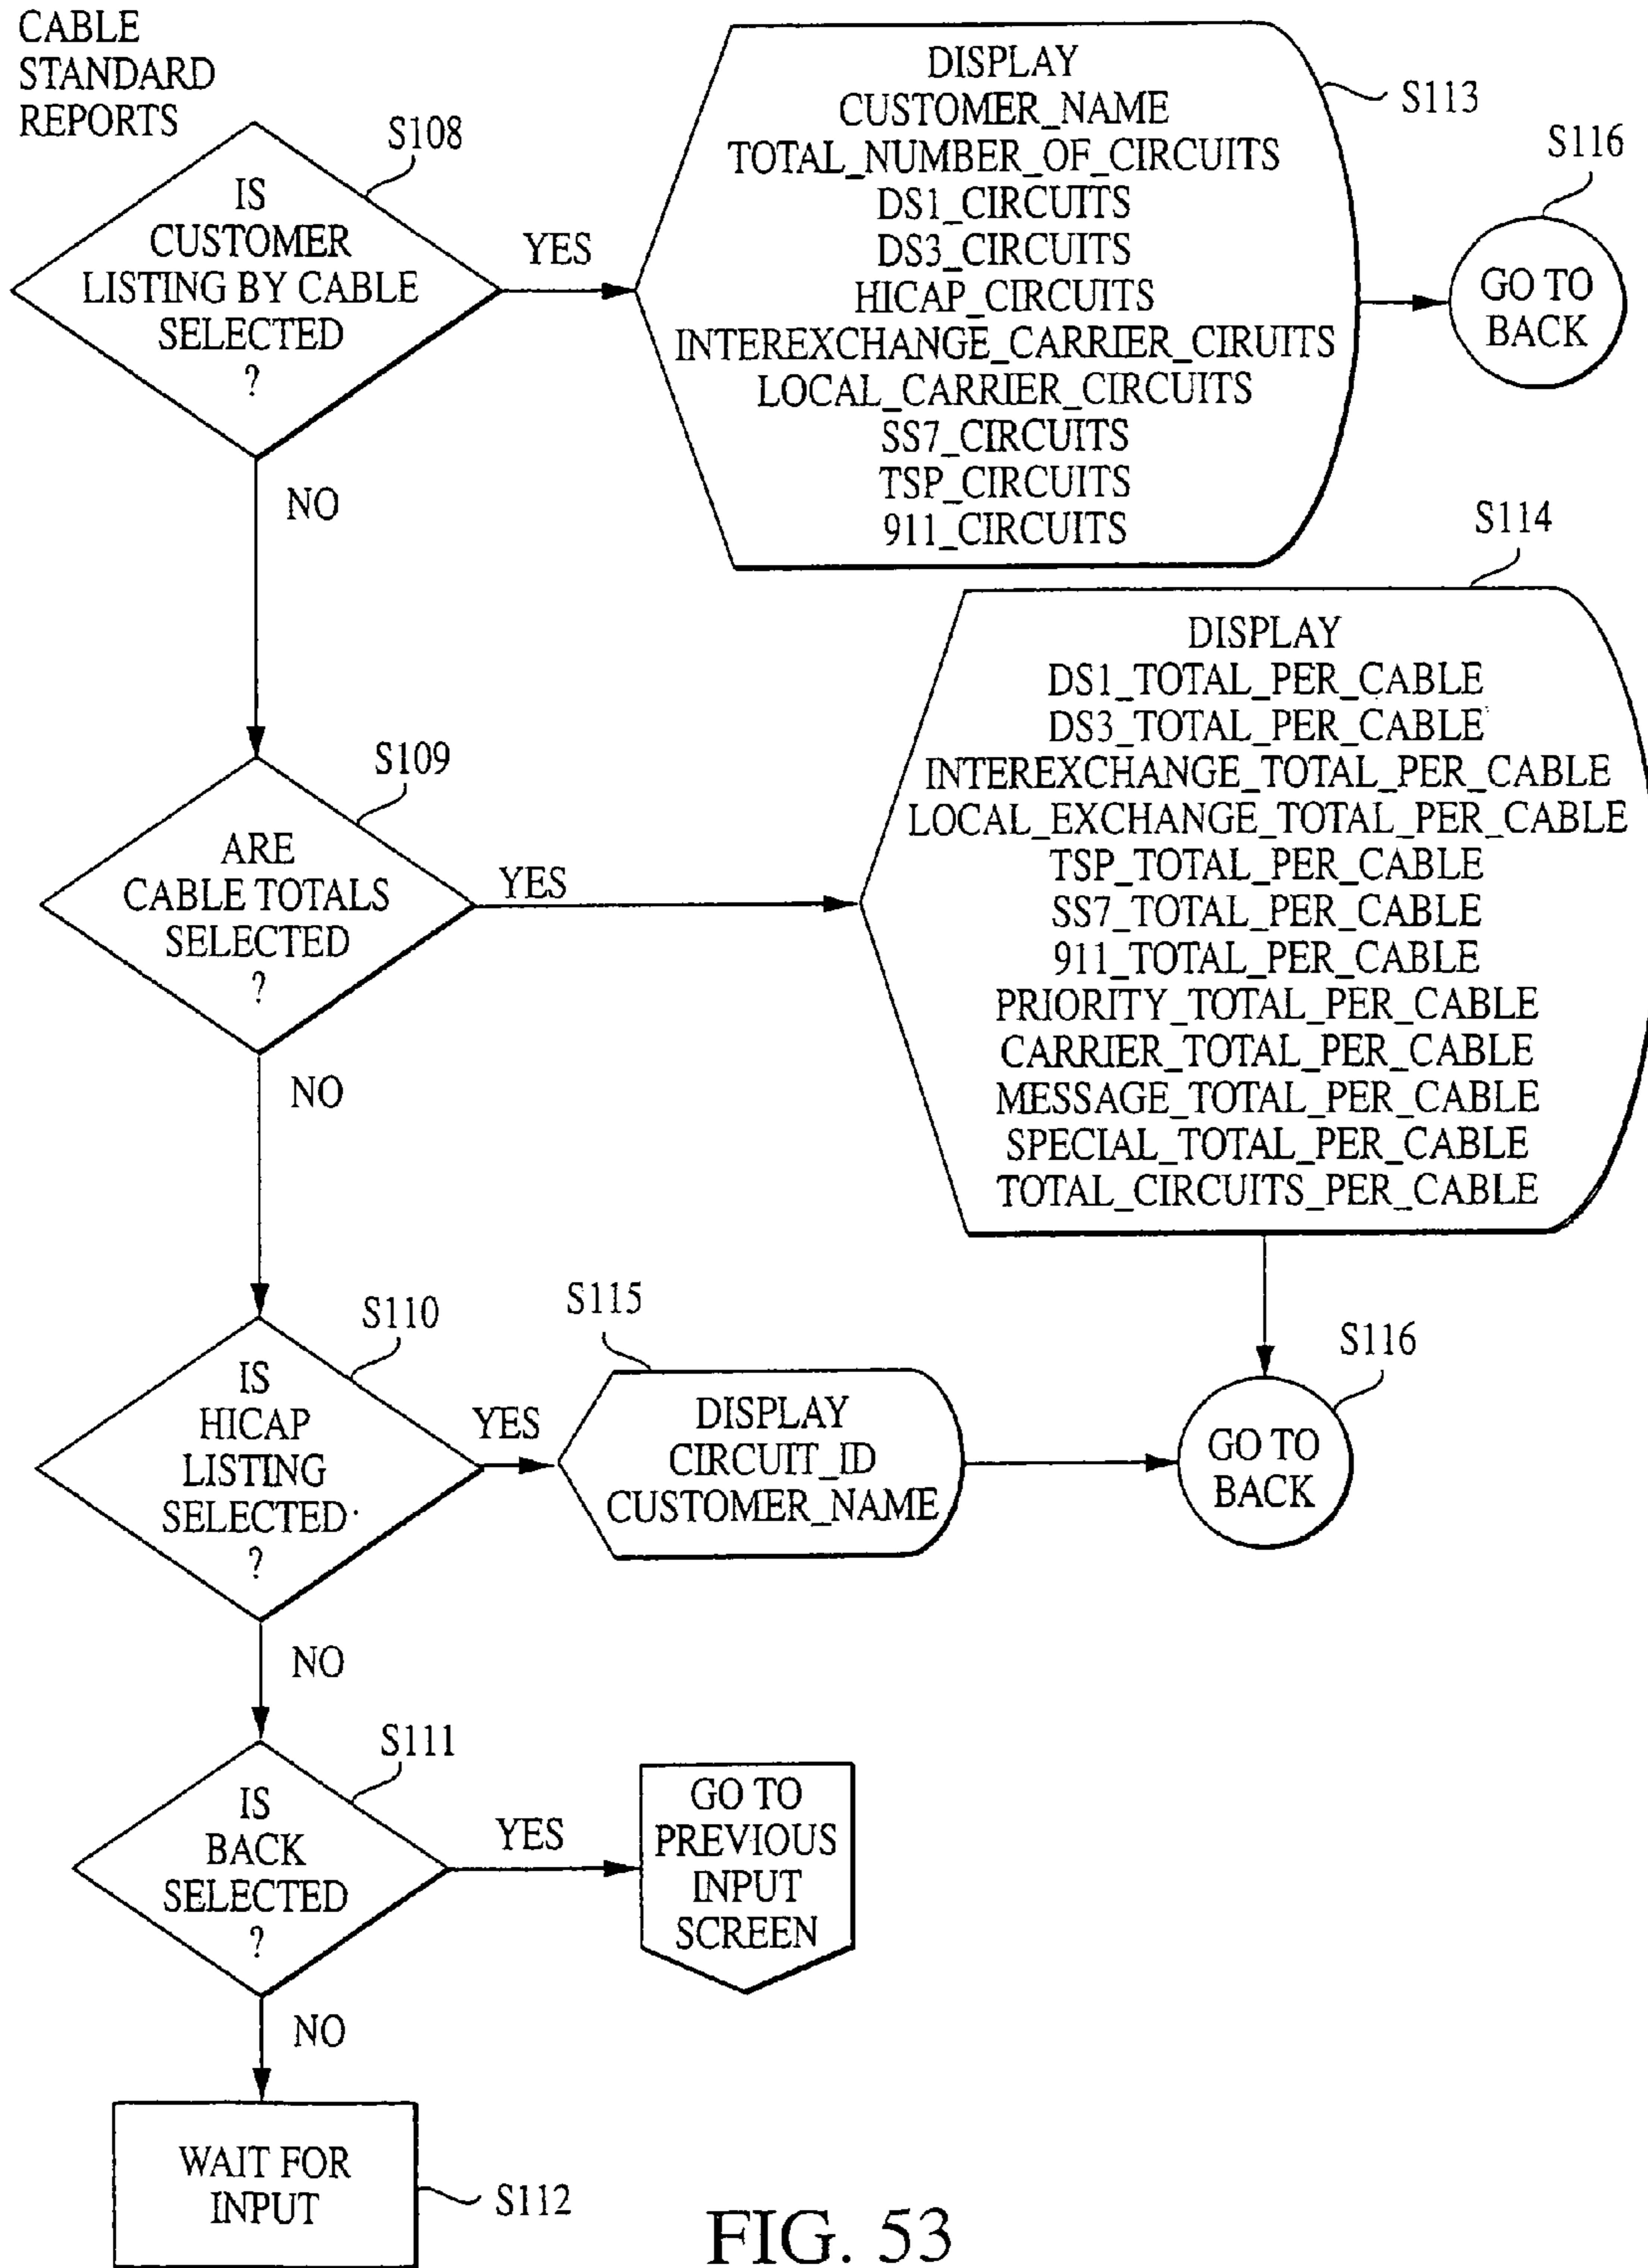 CABLE
STANDARD
REPORTS
S108
IS
CUSTOMER
LISTING BY CABLE
SELECTED
?
YES
NO
DISPLAY
CUSTOMER_NAME
TOTAL_NUMBER_OF_CIRCUITS
DS1_CIRCUITS
DS3_CIRCUITS
HICAP_CIRCUITS
INTEREXCHANGE_CARRIER_CIRUITS
LOCAL_CARRIER_CIRCUITS
SS7_CIRCUITS
TSP_CIRCUITS
911_CIRCUITS
S113
S116
GO TO
BACK
S109
ARE
CABLE TOTALS
SELECTED
?
YES
NO
S114
DISPLAY
DS1_TOTAL_PER_CABLE
DS3_TOTAL_PER_CABLE
INTEREXCHANGE_TOTAL_PER_CABLE
LOCAL_EXCHANGE_TOTAL_PER_CABLE
TSP_TOTAL_PER_CABLE
SS7_TOTAL_PER_CABLE
911_TOTAL_PER_CABLE
PRIORITY_TOTAL_PER_CABLE
CARRIER_TOTAL_PER_CABLE
MESSAGE_TOTAL_PER_CABLE
SPECIAL_TOTAL_PER_CABLE
TOTAL_CIRCUITS_PER_CABLE
S110
IS
HICAP
LISTING
SELECTED
?
YES
NO
S115
DISPLAY
CIRCUIT_ID
CUSTOMER_NAME
S116
GO TO
BACK
S111
IS
BACK
SELECTED
?
YES
NO
GO TO
PREVIOUS
INPUT
SCREEN
WAIT FOR
INPUT
S112
FIG. 53